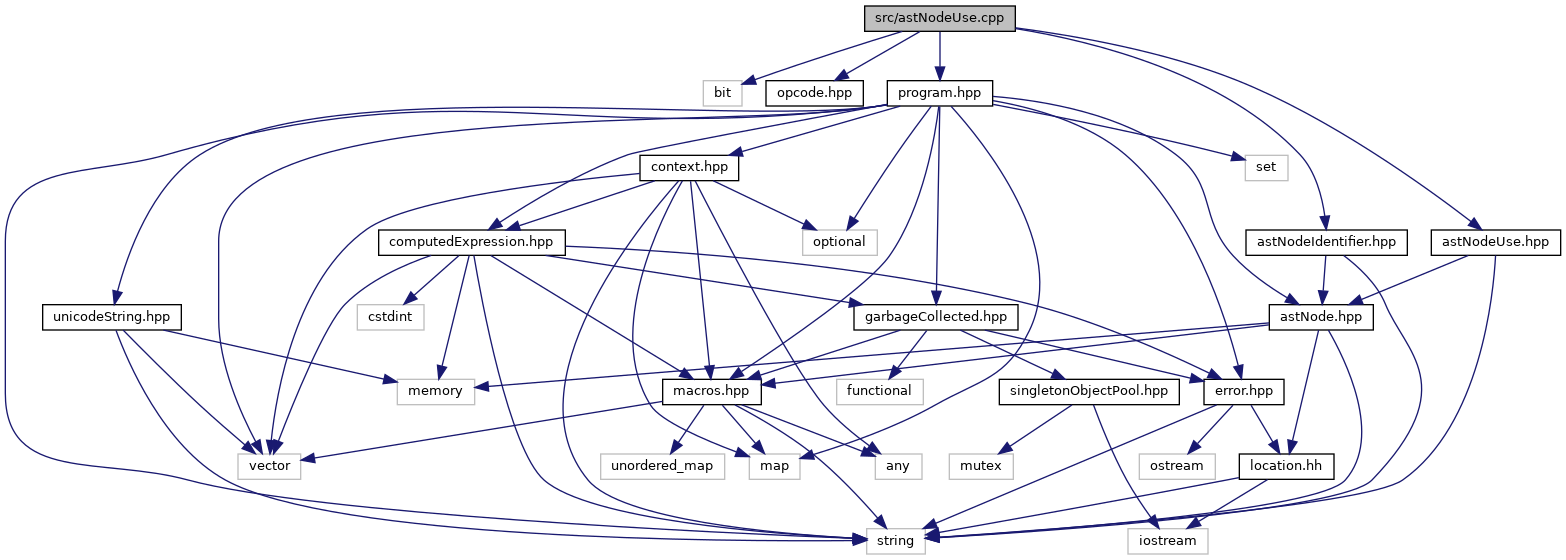 src/astNodeUse.cpp
bit
opcode.hpp
program.hpp
context.hpp
set
computedExpression.hpp
optional
astNodeIdentifier.hpp
astNodeUse.hpp
unicodeString.hpp
cstdint
garbageCollected.hpp
astNode.hpp
memory
macros.hpp
functional
singletonObjectPool.hpp
error.hpp
vector
unordered_map
map
any
mutex
ostream
location.hh
string
iostream